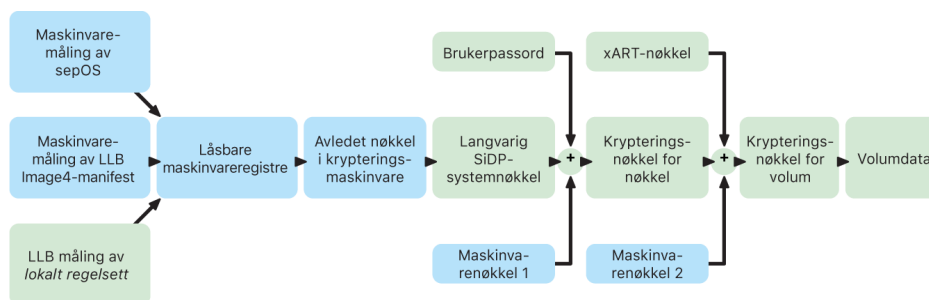 Maskinvare-
måling av
sepOS
Maskinvare-
måling av LLB
Image4-manifest
LLB måling av
lokalt regelsett
Låsbare
maskinvareregistre
Avledet nøkkel
i krypterings-
maskinvare
Brukerpassord
Langvarig
SiDP-
systemnøkkel
Maskinva-
renøkkel 1
+
xART-nøkkel
Krypterings-
nøkkel for
nøkkel
Maskinva-
renøkkel 2
+
Krypterings-
nøkkel for
volum
Volumdata